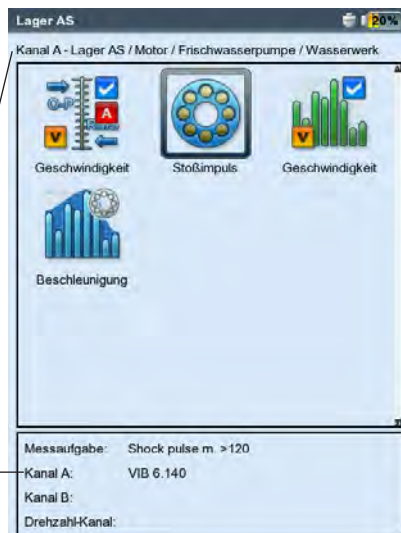 Lager AS
20%
Kanal A - Lager AS / Motor / Frischwasserpumpe / Wasserwerk
O-P
A
V
V
Geschwindigkeit
Stoßimpuls
Geschwindigkeit
Beschleunigung
Messaufgabe: Shock pulse m. >120
Kanal A: VIB 6.140
Kanal B:
Drehzahl-Kanal: